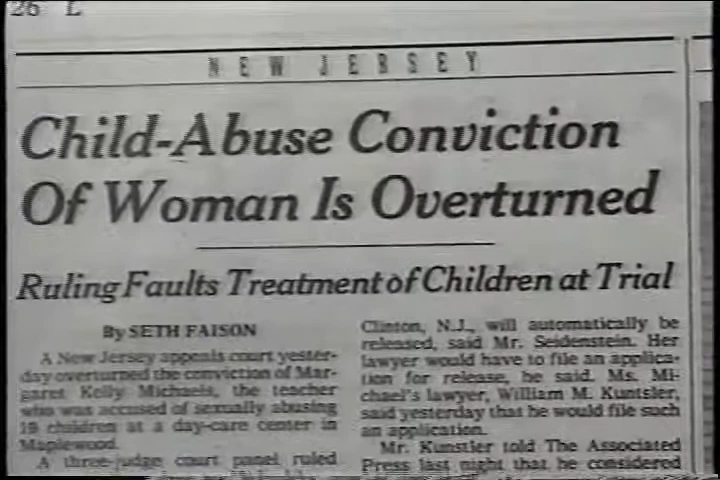 26 L
NEW JERSEY
Child-Abuse Conviction
Of Woman Is Overturned
Ruling Faults Treatment of Children at Trial
By SETH FAISON
A New Jersey appeals court yester-
day overturned the conviction of Mar-
garet Kelly Michaels, the teacher
who was accused of sexually abusing
19 children at a day-care center in
Maplewood.
A three-judge court panel ruled
Clinton, N.J., will automatically be
released, said Mr. Seidenstein. Her
lawyer would have to file an applica-
tion for release, he said. Ms. Mi-
chael's lawyer, William M. Kuntsler,
said yesterday that he would file such
an application.
Mr. Kunstler told The Associated
Press last night that he considered